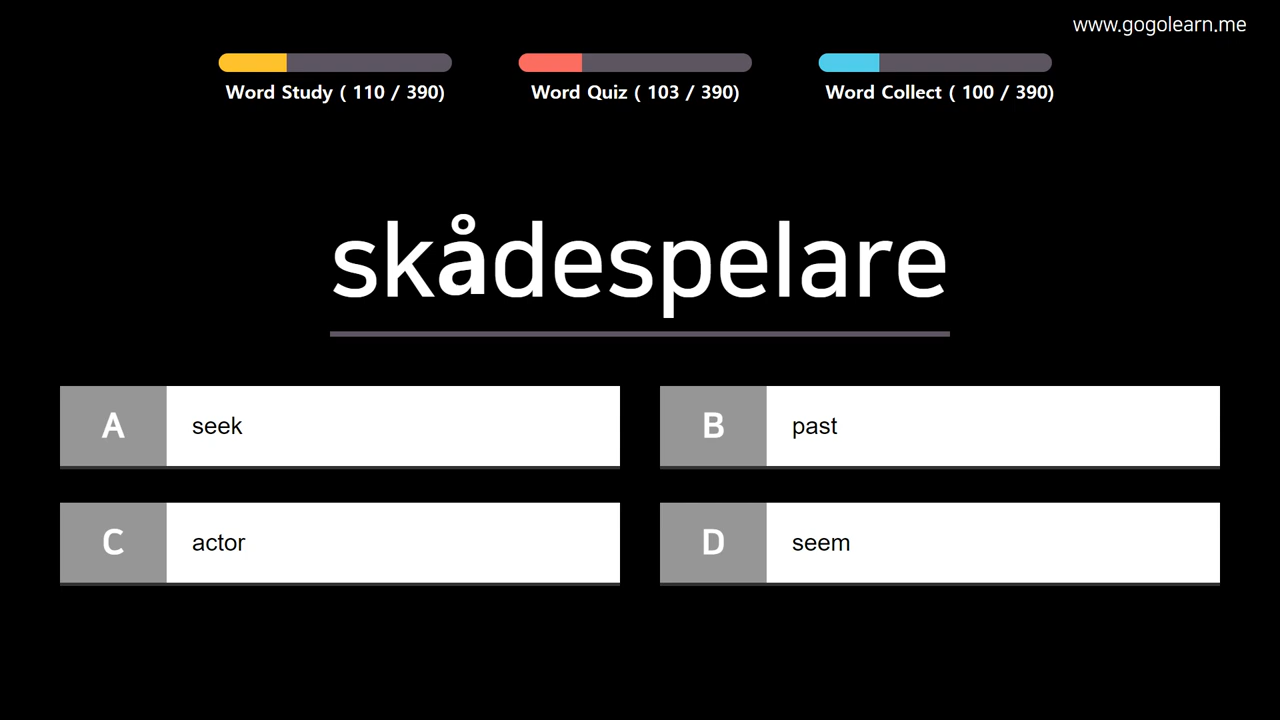 www.gogolearn.me
Word Study ( 110 / 390)
Word Quiz ( 103 / 390)
Word Collect ( 100 / 390)
skådespelare
A seek
B past
C actor
D seem